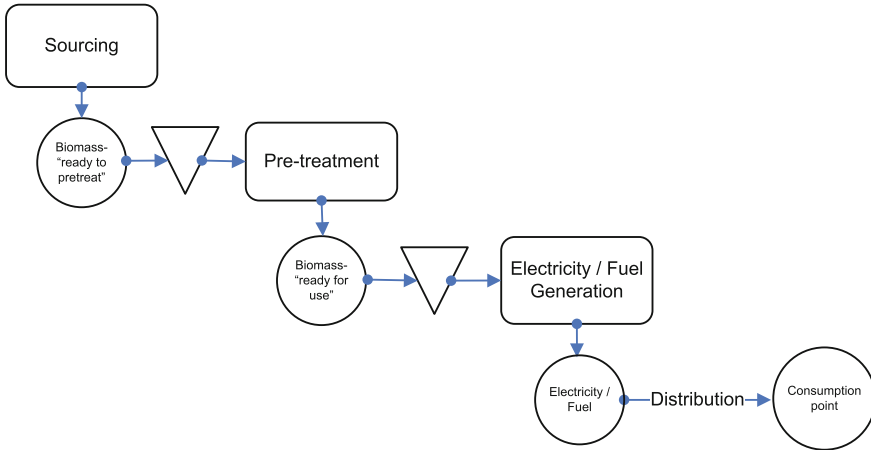 Sourcing
Biomass-
“ready to
pretreat”
Pre-treatment
Biomass-
“ready for
use”
Electricity / Fuel
Generation
Electricity /
Fuel
Distribution
Consumption
point